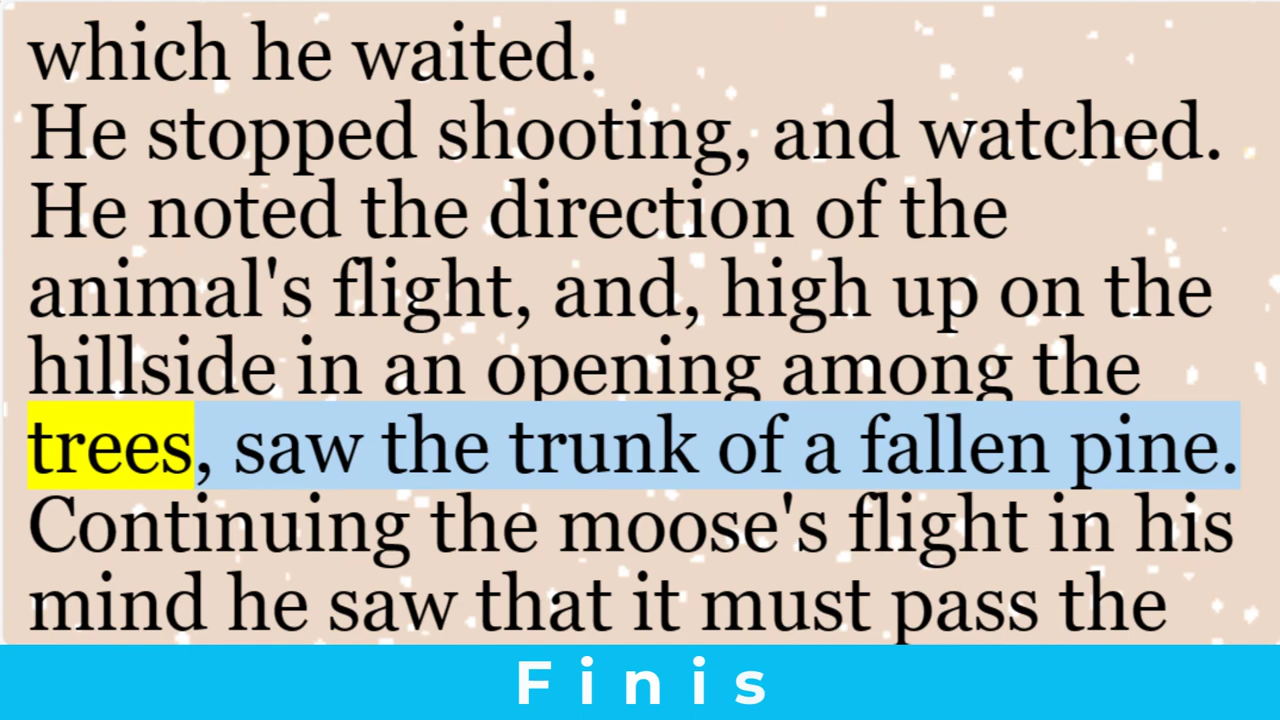 which he waited.
He stopped shooting, and watched.
He noted the direction of the
animal's flight, and, high up on the
hillside in an opening among the
trees, saw the trunk of a fallen pine.
Continuing the moose's flight in his
mind he saw that it must pass the
Finis